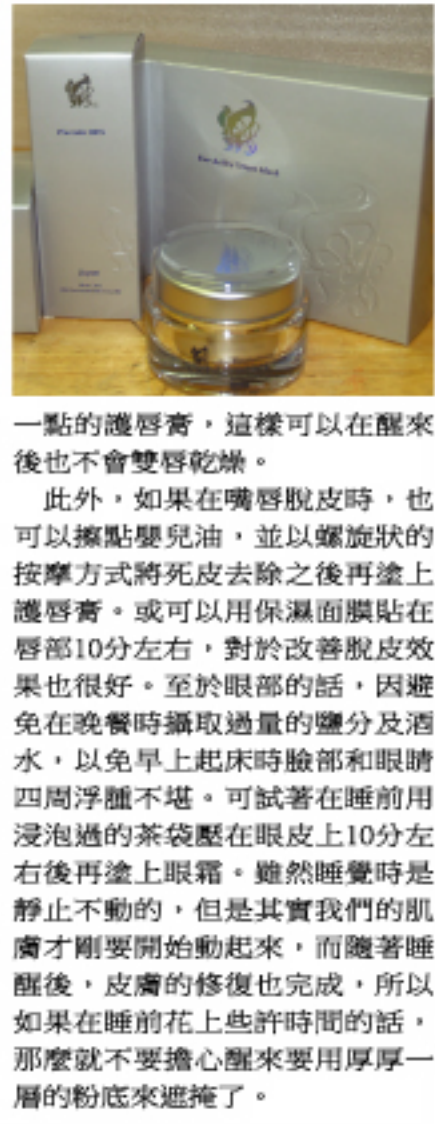 一點的護唇膏，這樣可以在醒來
後也不會雙唇乾燥。
此外，如果在嘴唇脫皮時，也
可以擦點嬰兒油，並以螺旋狀的
按摩方式將死皮去除之後再塗上
護唇膏。或可以用保濕面膜貼在
唇部10分左右，對於改善脫皮效
果也很好。至於眼部的話，因避
免在晚餐時攝取過量的鹽分及酒
水，以免早上起床時臉部和眼睛
四周浮腫不堪。可試著在睡前用
浸泡過的茶袋壓在眼皮上10分左
右後再塗上眼霜。雖然睡覺時是
靜止不動的，但是其實我們的肌
膚才剛要開始動起來，而隨著睡
醒後，皮膚的修復也完成，所以
如果在睡前花上些許時間的話，
那麼就不要擔心醒來要用厚厚一
層的粉底來遮掩了。